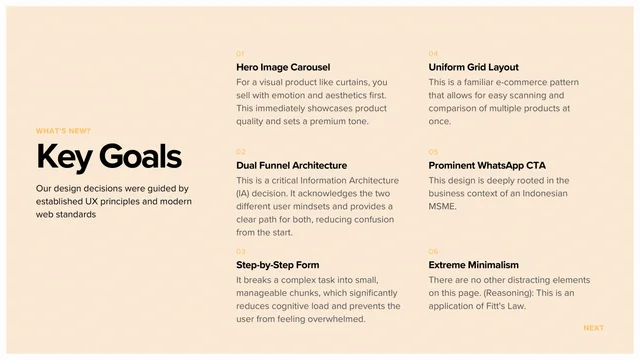 WHAT'S NEW?
Key Goals
Our design decisions were guided by
established UX principles and modern
web standards
01
Hero Image Carousel
For a visual product like curtains, you
sell with emotion and aesthetics first.
This immediately showcases product
quality and sets a premium tone.
02
Dual Funnel Architecture
This is a critical Information Architecture
(IA) decision. It acknowledges the two
different user mindsets and provides a
clear path for both, reducing confusion
from the start.
03
Step-by-Step Form
It breaks a complex task into small,
manageable chunks, which significantly
reduces cognitive load and prevents the
user from feeling overwhelmed.
04
Uniform Grid Layout
This is a familiar e-commerce pattern
that allows for easy scanning and
comparison of multiple products at
once.
05
Prominent WhatsApp CTA
This design is deeply rooted in the
business context of an Indonesian
MSME.
06
Extreme Minimalism
There are no other distracting elements
on this page. (Reasoning): This is an
application of Fitt's Law.
NEXT